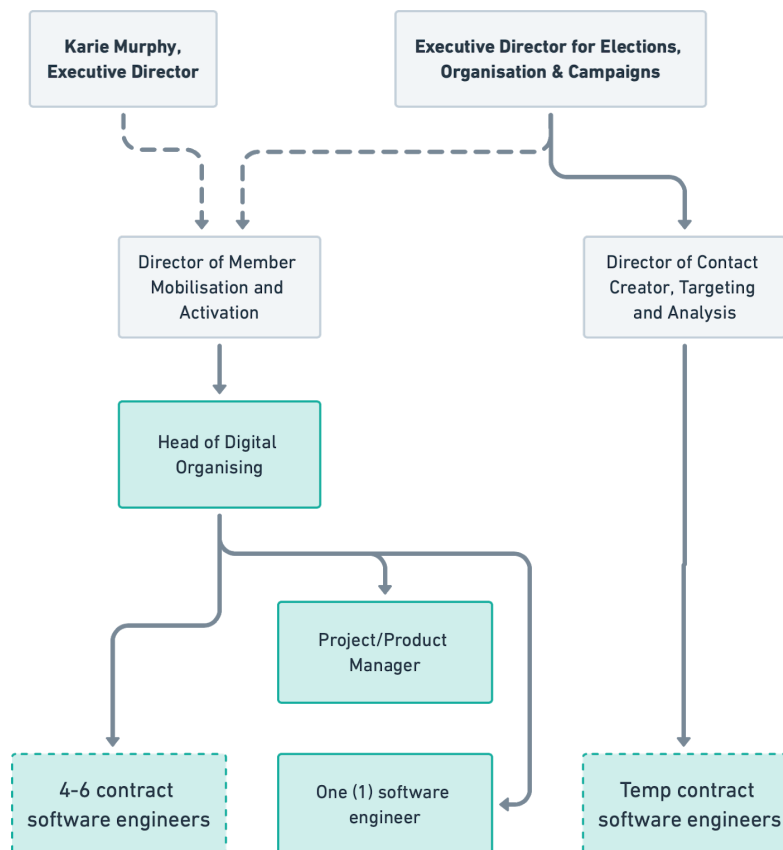 Karie Murphy,
Executive Director
Executive Director for Elections,
Organisation & Campaigns
Director of Member
Mobilisation and
Activation
Director of Contact
Creator, Targeting
and Analysis
Head of Digital
Organising
Project/Product
Manager
4-6 contract
software engineers
One (1) software
engineer
Temp contract
software engineers